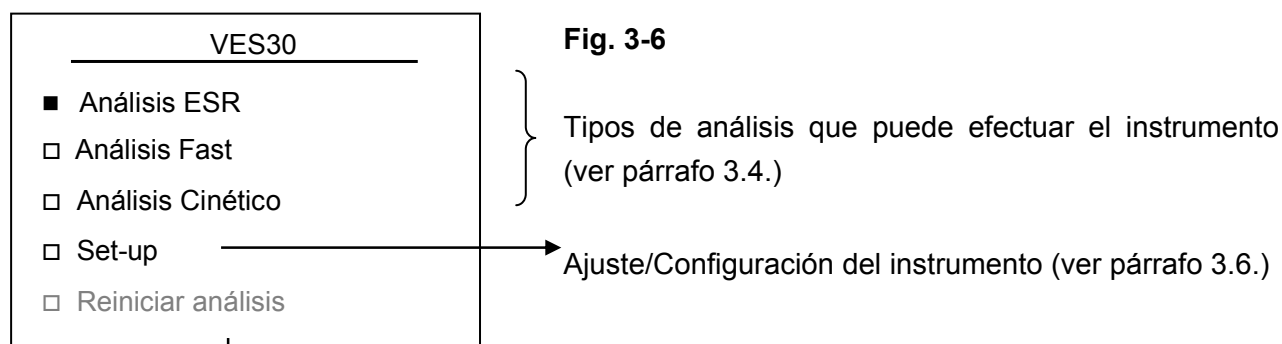 VES30
■ Análisis ESR
□ Análisis Fast
□ Análisis Cinético
□ Set-up
□ Reiniciar análisis
Fig. 3-6
Tipos de análisis que puede efectuar el instrumento
(ver párrafo 3.4.)
Ajuste/Configuración del instrumento (ver párrafo 3.6.)